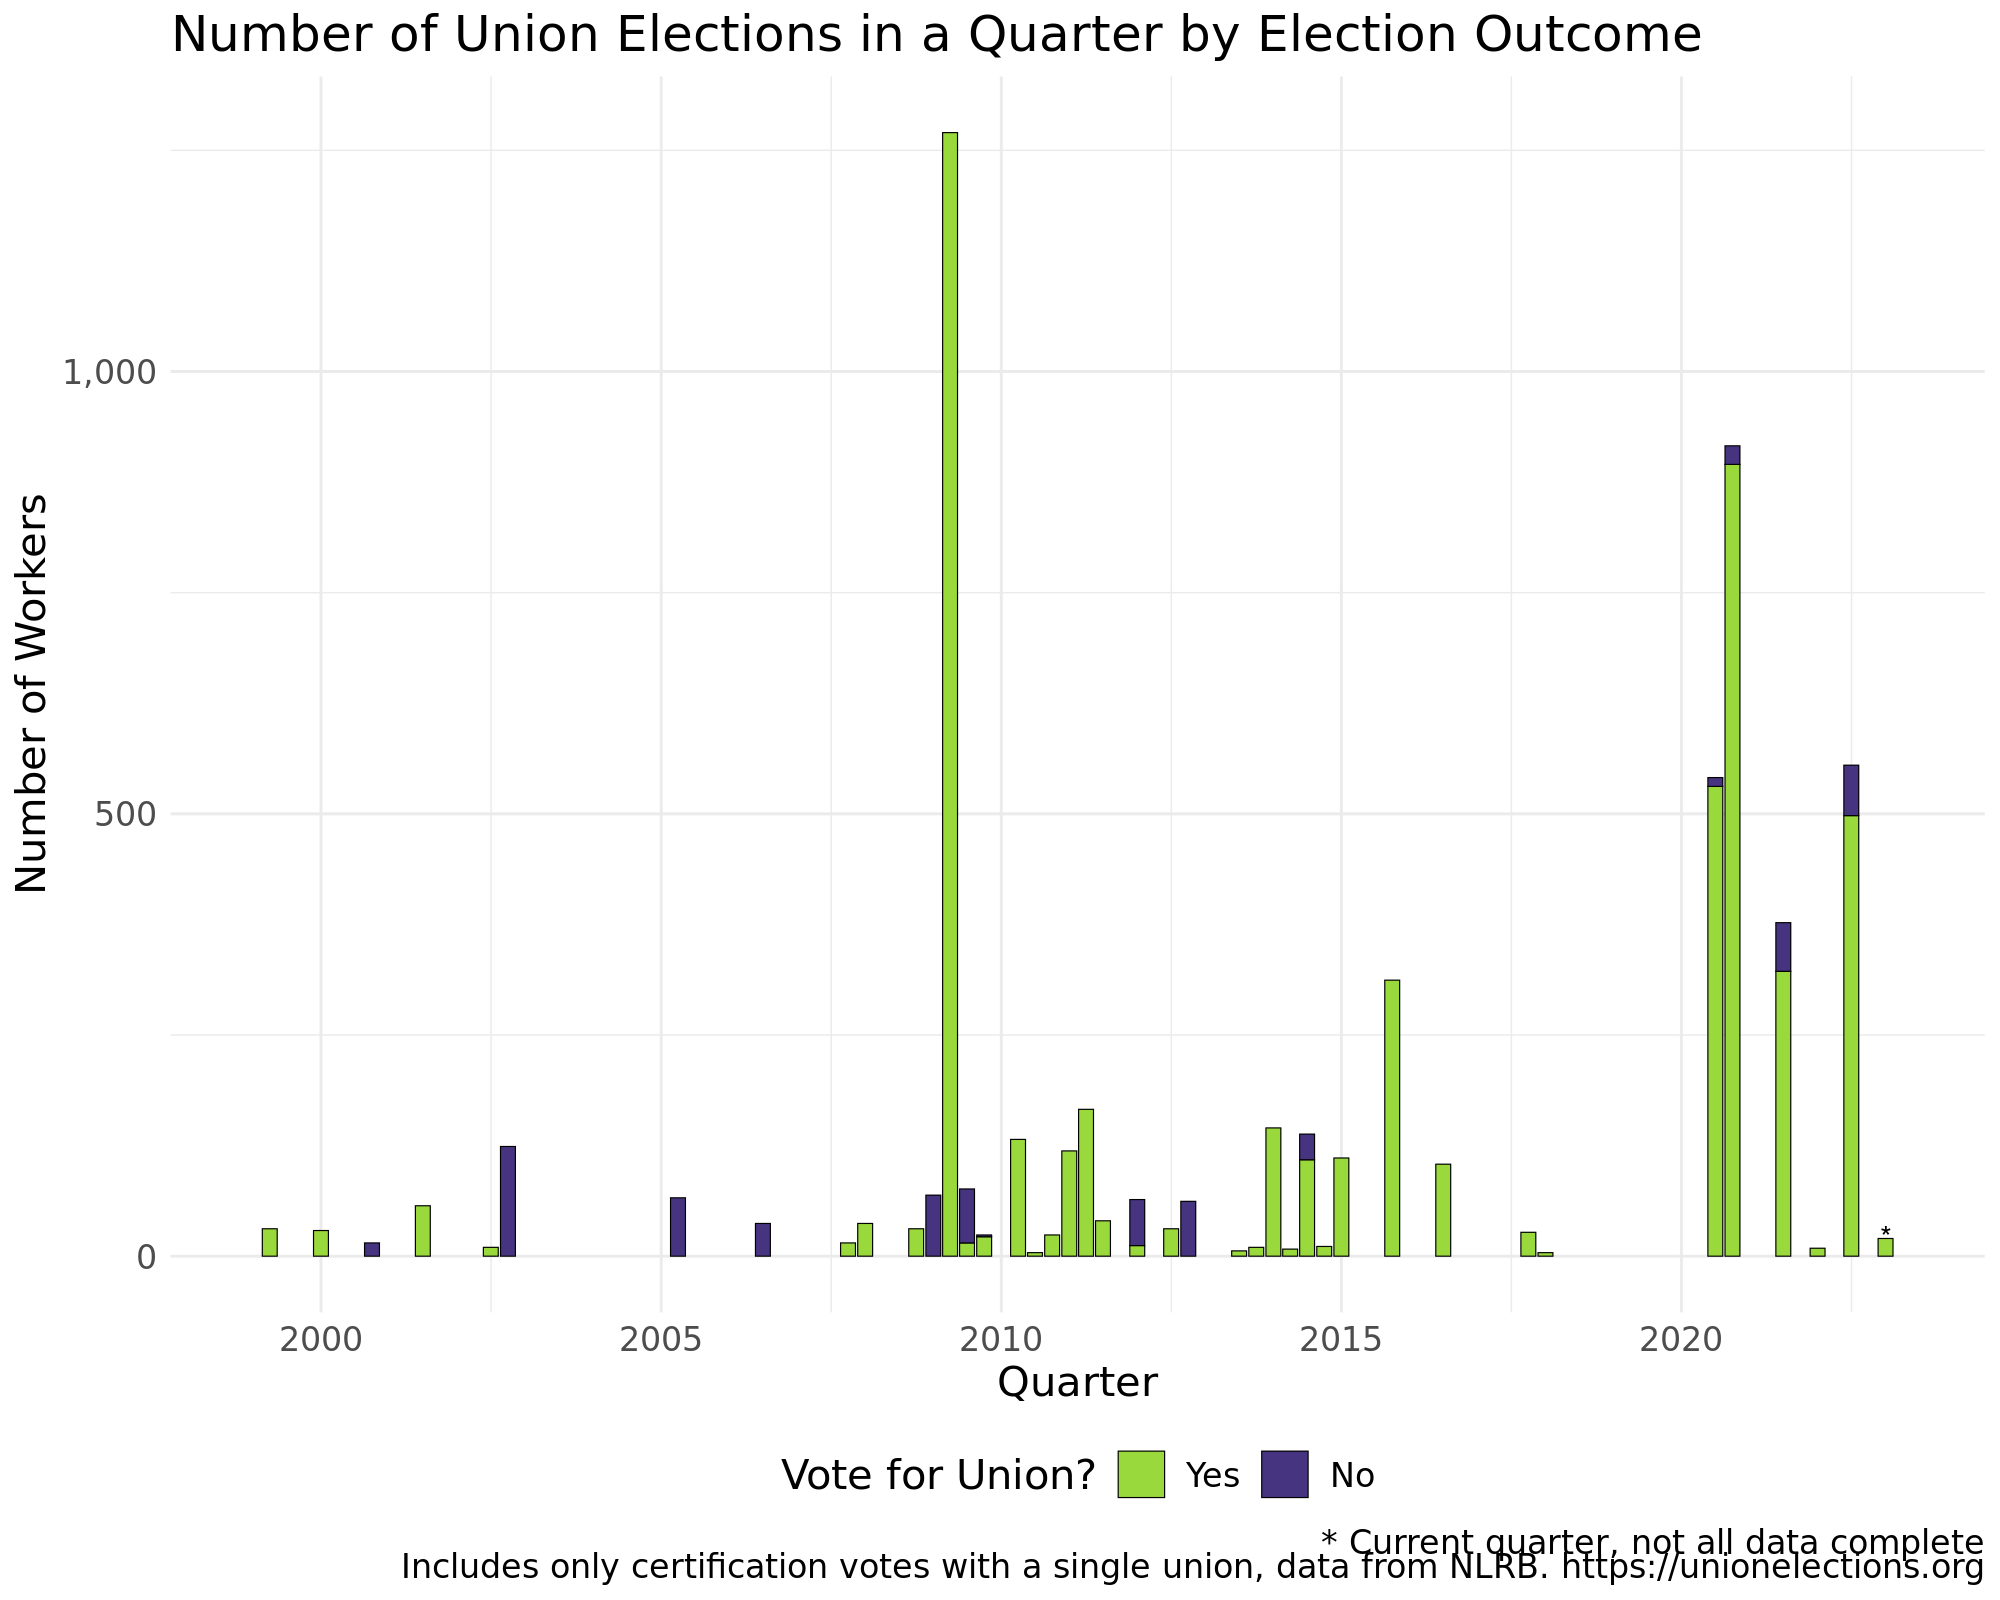 Number of Union Elections in a Quarter by Election Outcome
Number of Workers
1,000
500
0
*
2000 2005 2010 2015 2020
Quarter
Vote for Union? Yes No
* Current quarter, not all data complete
Includes only certification votes with a single union, data from NLRB. https://unionelections.org